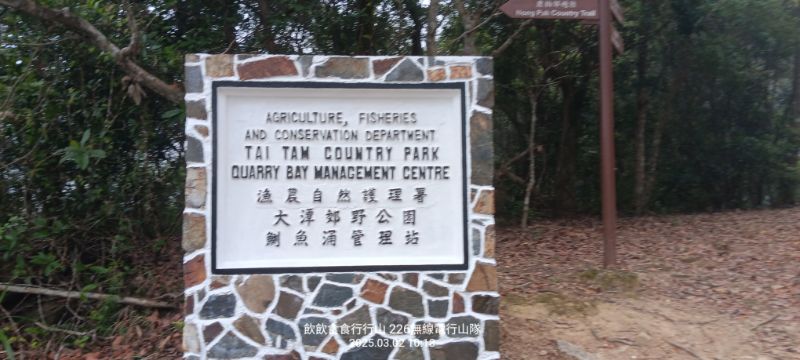 Hong Pak Country Trail
AGRICULTURE, FISHERIES
AND CONSERVATION DEPARTMENT
TAI TAM COUNTRY PARK
QUARRY BAY MANAGEMENT CENTRE
漁農自然護理署
大潭郊野公園
鰂魚涌管理站
飲飲食食行行山 226無線電行山隊
2025.03.02 10:18